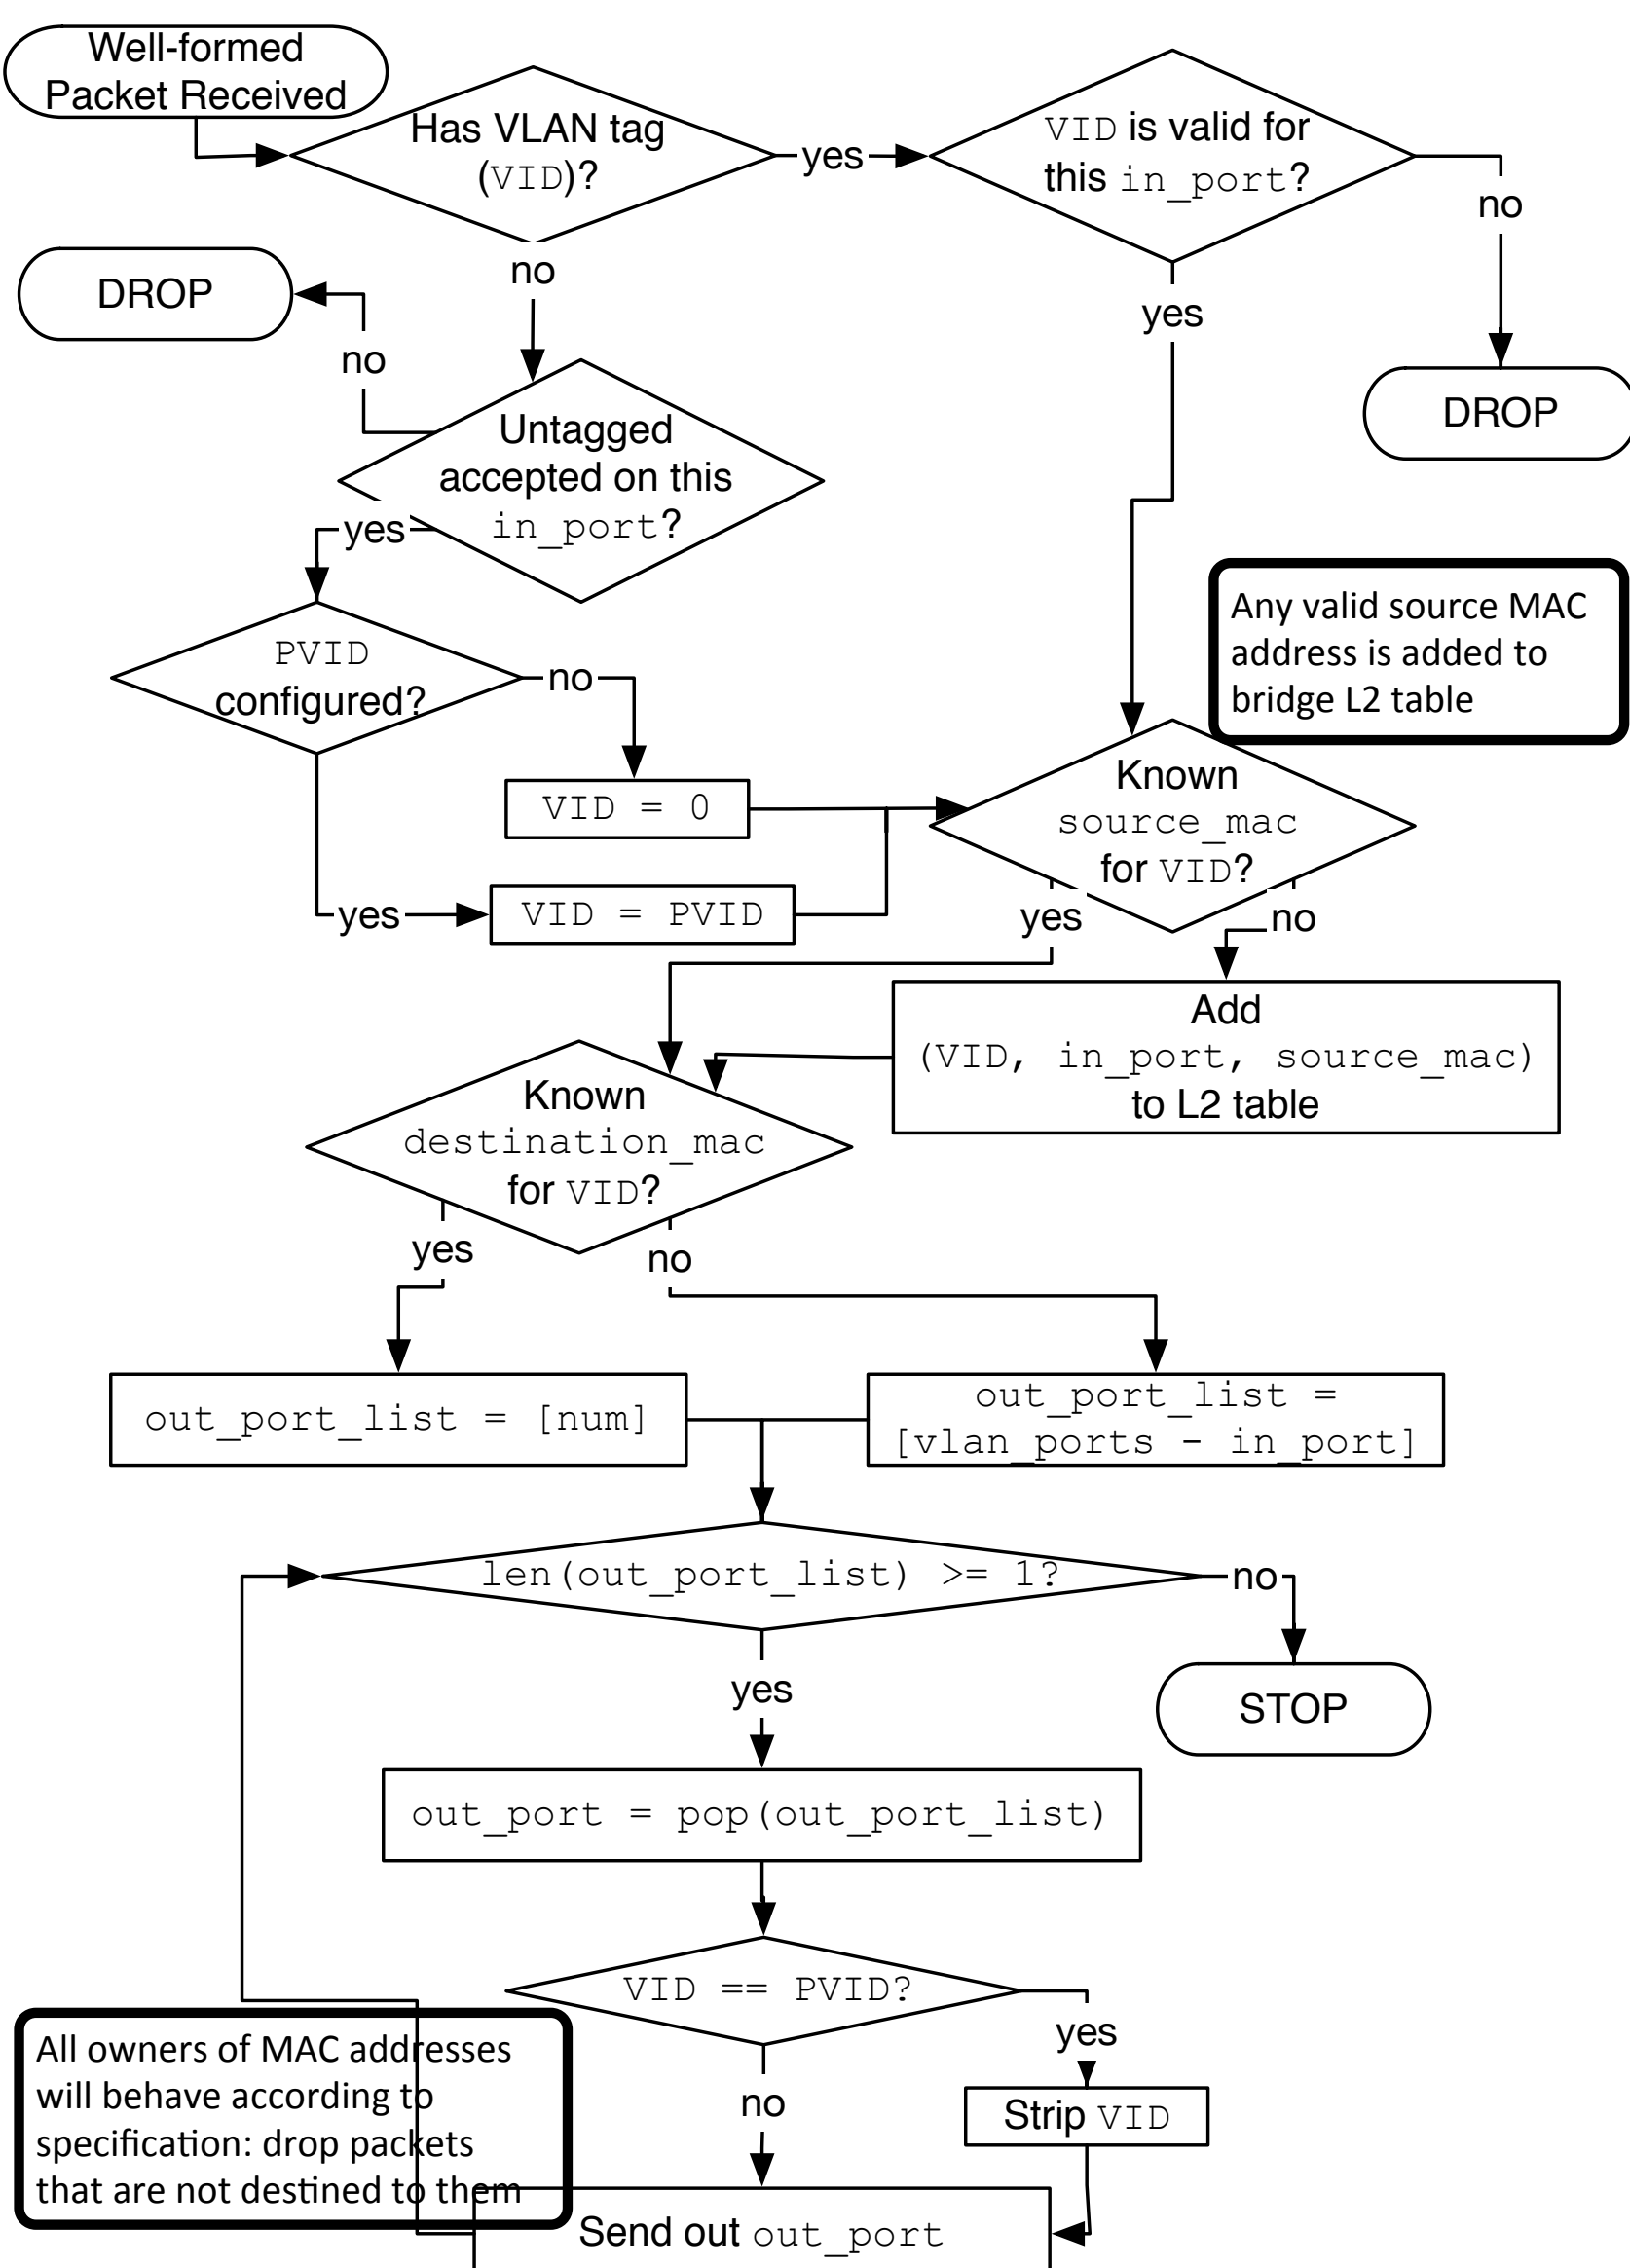 Well-formed
Packet Received
Has VLAN tag
(VID)?
yes
VID is valid for
this in_port?
no
DROP
no
DROP
no
yes
Untagged
accepted on this
in_port?
yes
Any valid source MAC
address is added to
bridge L2 table
PVID
configured?
no
Known
source_mac
for VID?
VID = 0
yes
VID = PVID
yes
no
Add
(VID, in_port, source_mac)
to L2 table
Known
destination_mac
for VID?
yes
no
out_port_list = [num]
out_port_list =
[vlan_ports - in_port]
len(out_port_list) >= 1?
no
yes
STOP
out_port = pop(out_port_list)
VID == PVID?
yes
no
Strip VID
All owners of MAC addresses
will behave according to
specification: drop packets
that are not destined to them
Send out out_port